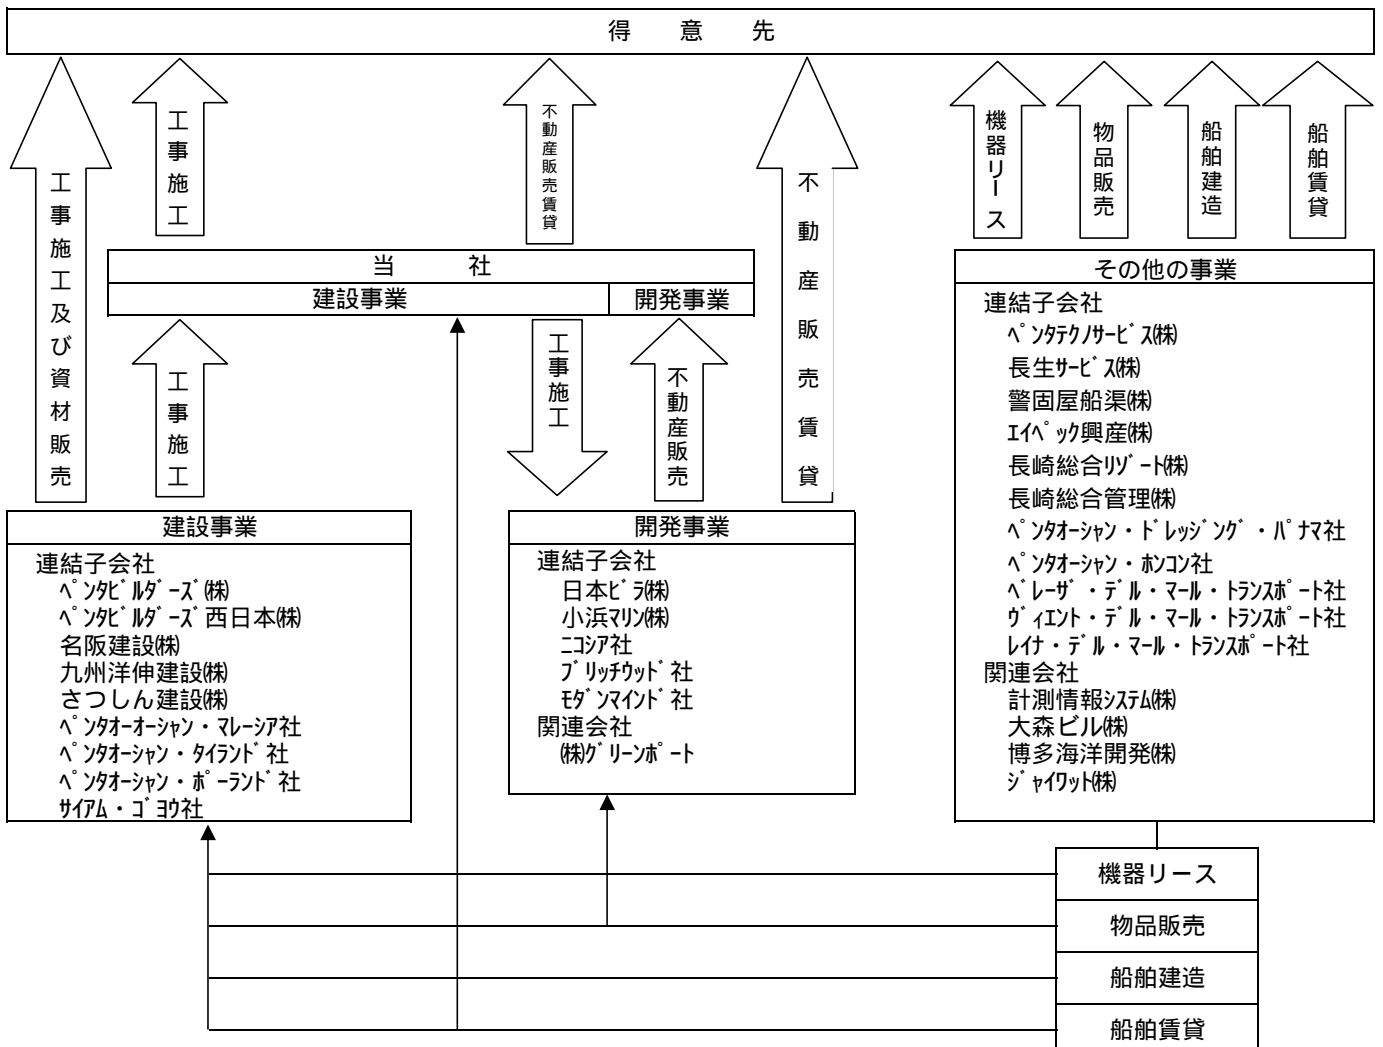 得意先
工事施工及び資材販売
工事施工
不動産販売賃貸
不動産販売賃貸
機器リース
物品販売
船舶建造
船舶賃貸
当社
建設事業
開発事業
工事施工
工事施工
不動産販売
建設事業
連結子会社
ペンタビルダーズ㈱
ペンタビルダーズ西日本㈱
名阪建設㈱
九州洋伸建設㈱
さつしん建設㈱
ペンタオーオーシャン・マレーシア社
ペンタオーシャン・タイランド社
ペンタオーシャン・ポーランド社
サイアム・ゴヨウ社
開発事業
連結子会社
日本ビラ㈱
小浜マリン㈱
ニコシア社
ブリッチウッド社
モダンマインド社
関連会社
㈱グリーンポート
その他の事業
連結子会社
ペンタテクノサービス㈱
長生サービス㈱
警固屋船渠㈱
エイペック興産㈱
長崎総合リゾート㈱
長崎総合管理㈱
ペンタオーシャン・ドレッジング・パナマ社
ペンタオーシャン・ホンコン社
ベレーザ・デル・マール・トランスポート社
ヴィエント・デル・マール・トランスポート社
レイナ・デル・マール・トランスポート社
関連会社
計測情報システム㈱
大森ビル㈱
博多海洋開発㈱
ジャイワット㈱
機器リース
物品販売
船舶建造
船舶賃貸